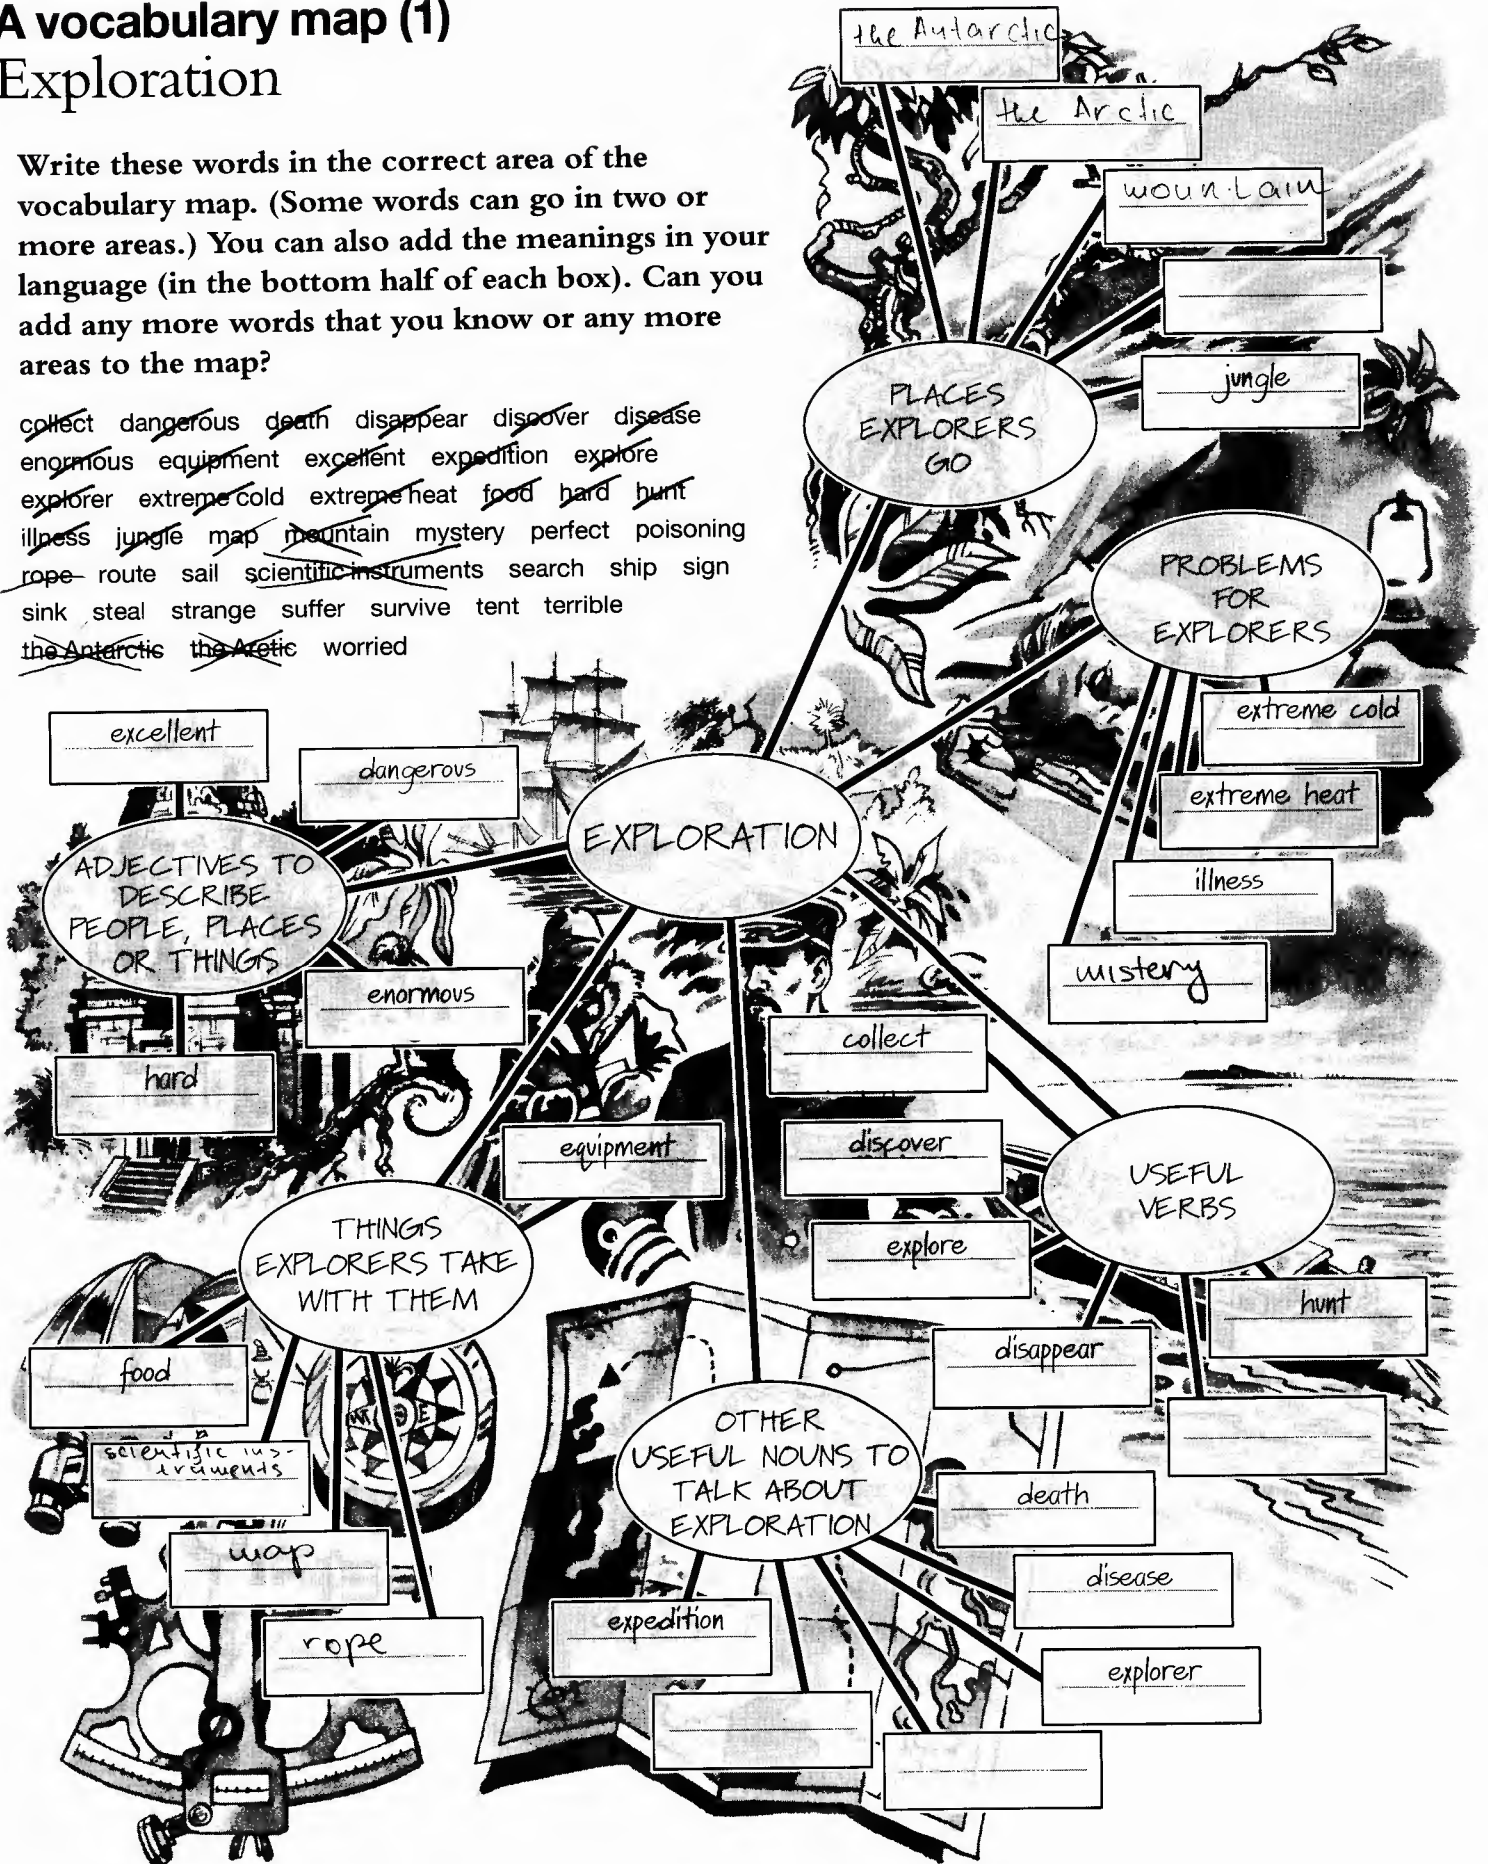 A vocabulary map (1)
Exploration
Write these words in the correct area of the
vocabulary map. (Some words can go in two or
more areas.) You can also add the meanings in your
language (in the bottom half of each box). Can you
add any more words that you know or any more
areas to the map?
collect dangerous death disappear discover disease
enormous equipment excellent expedition explore
explorer extreme cold extreme heat food hard hunt
illness jungle map mountain mystery perfect poisoning
rope route sail scientific instruments search ship sign
sink steal strange suffer survive tent terrible
the Antarctic the Arctic worried
the Antarctic
the Arctic
mountain
jungle
PLACES
EXPLORERS
GO
PROBLEMS
FOR
EXPLORERS
extreme cold
extreme heat
illness
mistery
excellent
dangerous
EXPLORATION
ADJECTIVES TO
DESCRIBE
PEOPLE, PLACES
OR THINGS
enormous
hard
collect
discover
explore
USEFUL
VERBS
hunt
disappear
equipment
THINGS
EXPLORERS TAKE
WITH THEM
food
scientific ins-
truments
map
rope
E
OTHER
USEFUL NOUNS TO
TALK ABOUT
EXPLORATION
death
disease
explorer
expedition